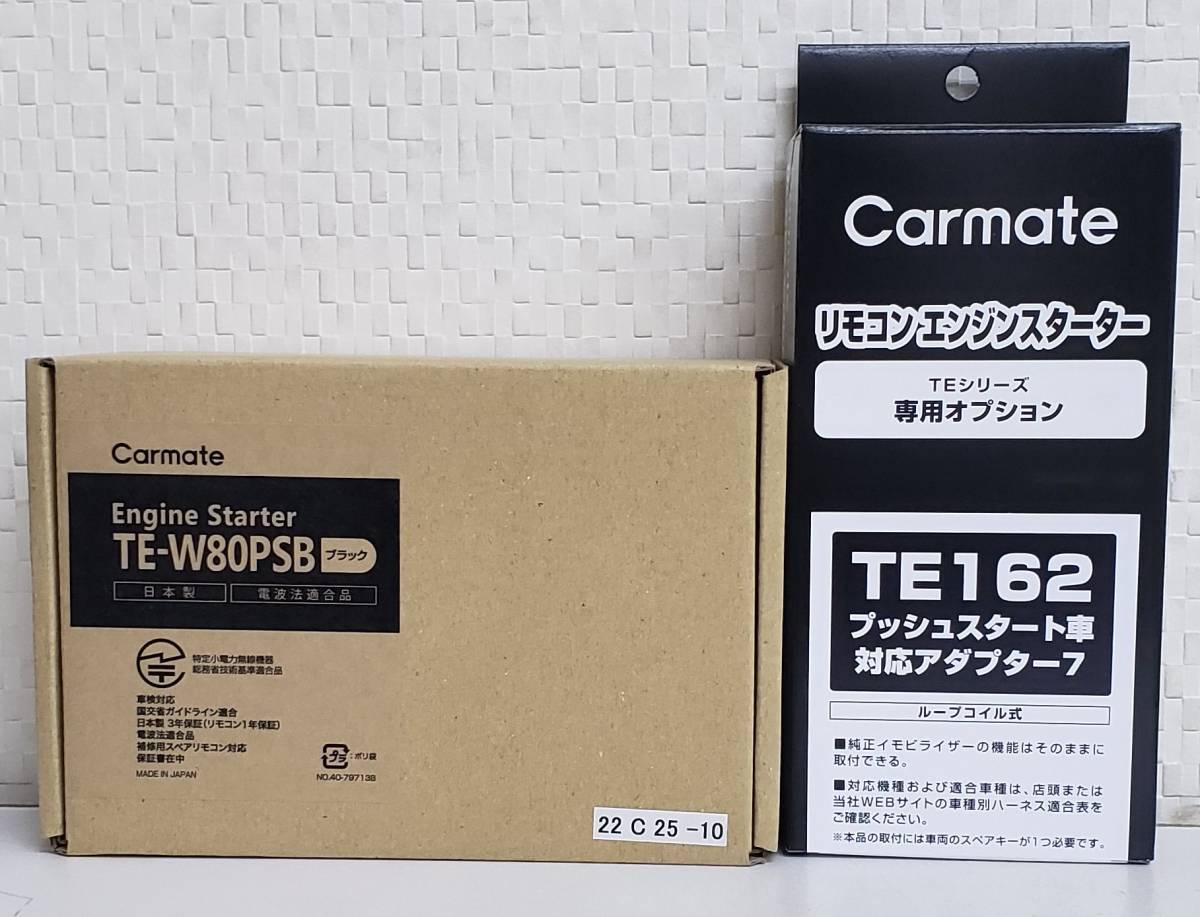 Carmate
Engine Starter
TE-W80PSB ブラック
日本製 電波法適合品
特定小電力無線機器
総務省技術基準適合品
車検対応
国交省ガイドライン適合
日本製 3年保証(リモコン1年保証)
電波法適合品
補修用スペアリモコン対応
保証書在中
MADE IN JAPAN
プラ :ポリ袋
NO.40-79713B
22 C 25 -10
Carmate
リモコンエンジンスターター
TEシリーズ
専用オプション
TE162
プッシュスタート車
対応アダプター7
ループコイル式
■純正イモビライザーの機能はそのままに
取付できる。
■対応機種および適合車種は、店頭または
当社WEBサイトの車種別ハーネス適合表を
ご確認ください。
※本品の取付には車両のスペアキーが1つ必要です。